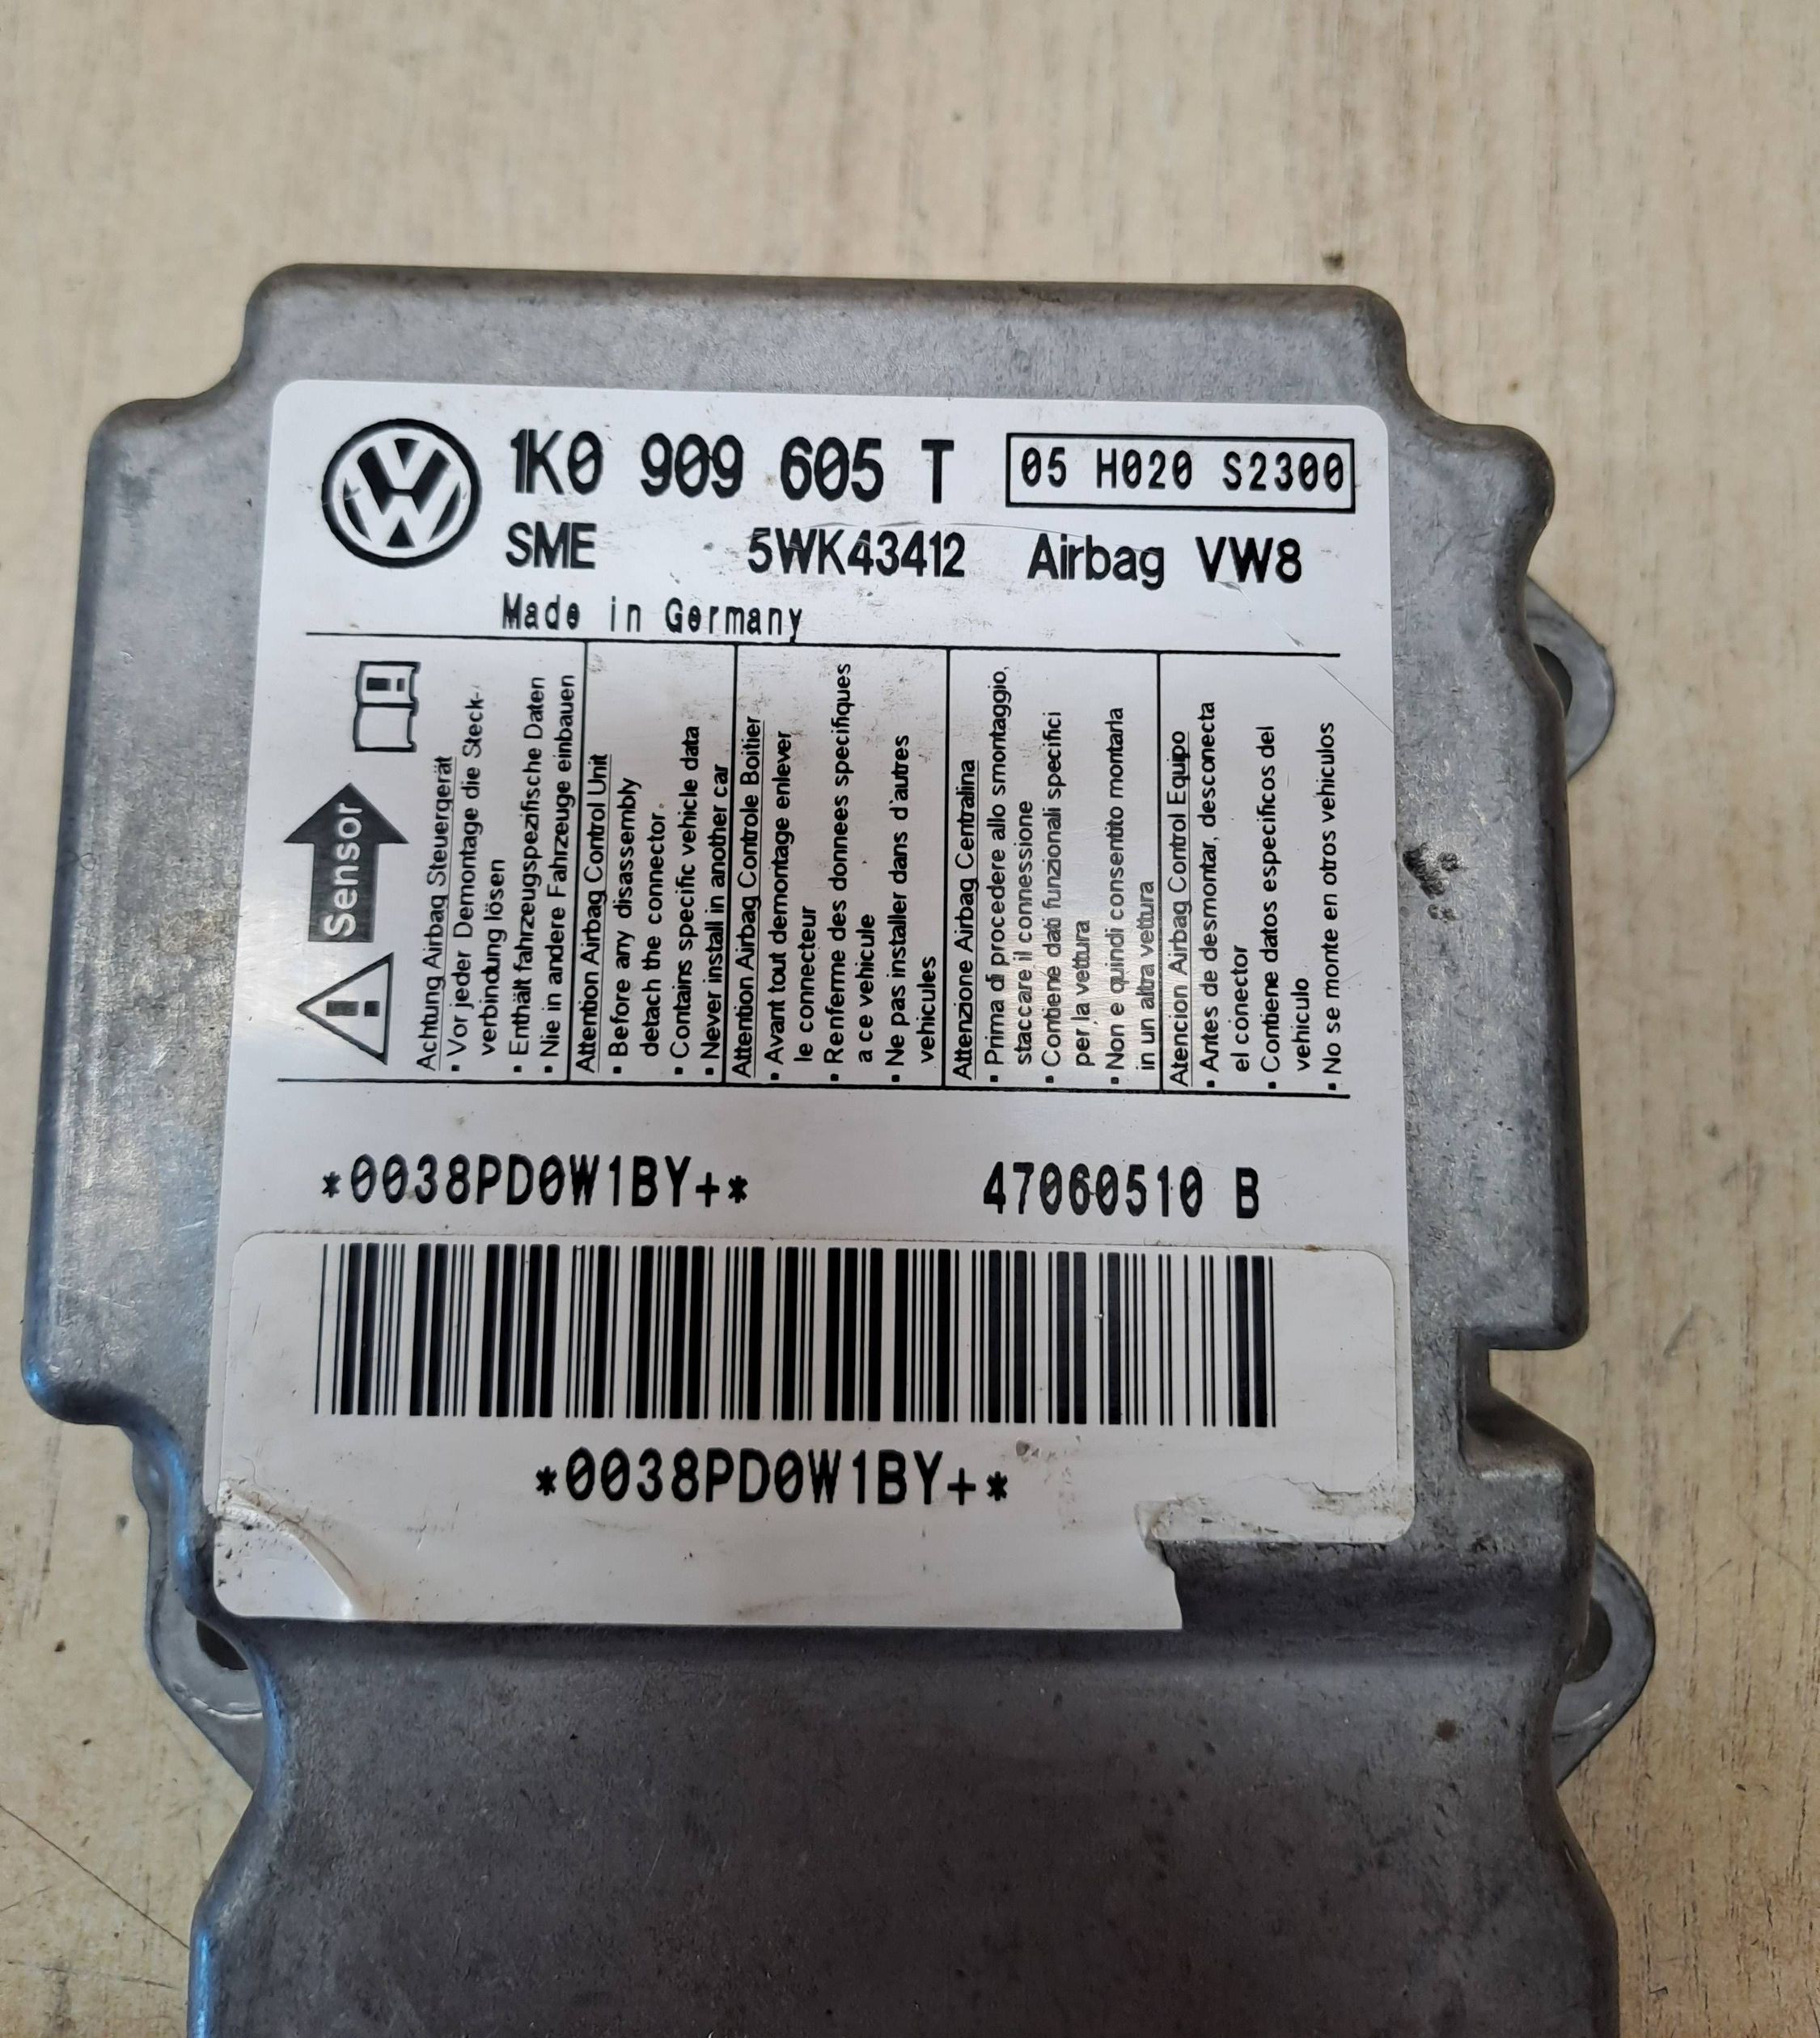 1K0 909 605 T
05 H020 S2300
SME 5WK43412 Airbag VW8
Made in Germany
Sensor
Achtung Airbag Steuergerät
▪ Vor jeder Demontage die Steck-
verbindung lösen
▪ Enthält fahrzeugspezifische Daten
▪ Nie in andere Fahrzeuge einbauen
Attention Airbag Control Unit
▪ Before any disassembly
detach the connector
▪ Contains specific vehicle data
▪ Never install in another car
Attention Airbag Controle Boitier
▪ Avant tout demontage enlever
le connecteur
▪ Renferme des donnees specifiques
a ce vehicule
▪ Ne pas installer dans d'autres
vehicules
Attenzione Airbag Centralina
▪ Prima di procedere allo smontaggio,
staccare il connessione
▪ Contiene dati funzionali specifici
per la vettura
▪ Non e quindi consentito montarla
in un altra vettura
Atencion Airbag Control Equipo
▪ Antes de desmontar, desconecta
el conector
▪ Contiene datos especificos del
vehiculo
▪ No se monte en otros vehiculos
*0038PD0W1BY+* 47060510 B
*0038PD0W1BY+*